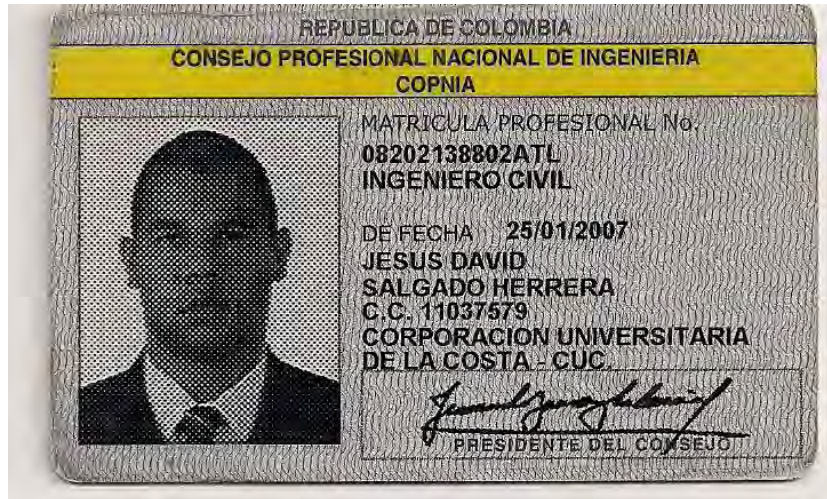 REPUBLICA DE COLOMBIA
CONSEJO PROFESIONAL NACIONAL DE INGENIERIA
COPNIA
MATRICULA PROFESIONAL No.
08202138802ATL
INGENIERO CIVIL
DE FECHA 25/01/2007
JESUS DAVID
SALGADO HERRERA
C.C. 11037579
CORPORACION UNIVERSITARIA
DE LA COSTA - CUC.
PRESIDENTE DEL CONSEJO